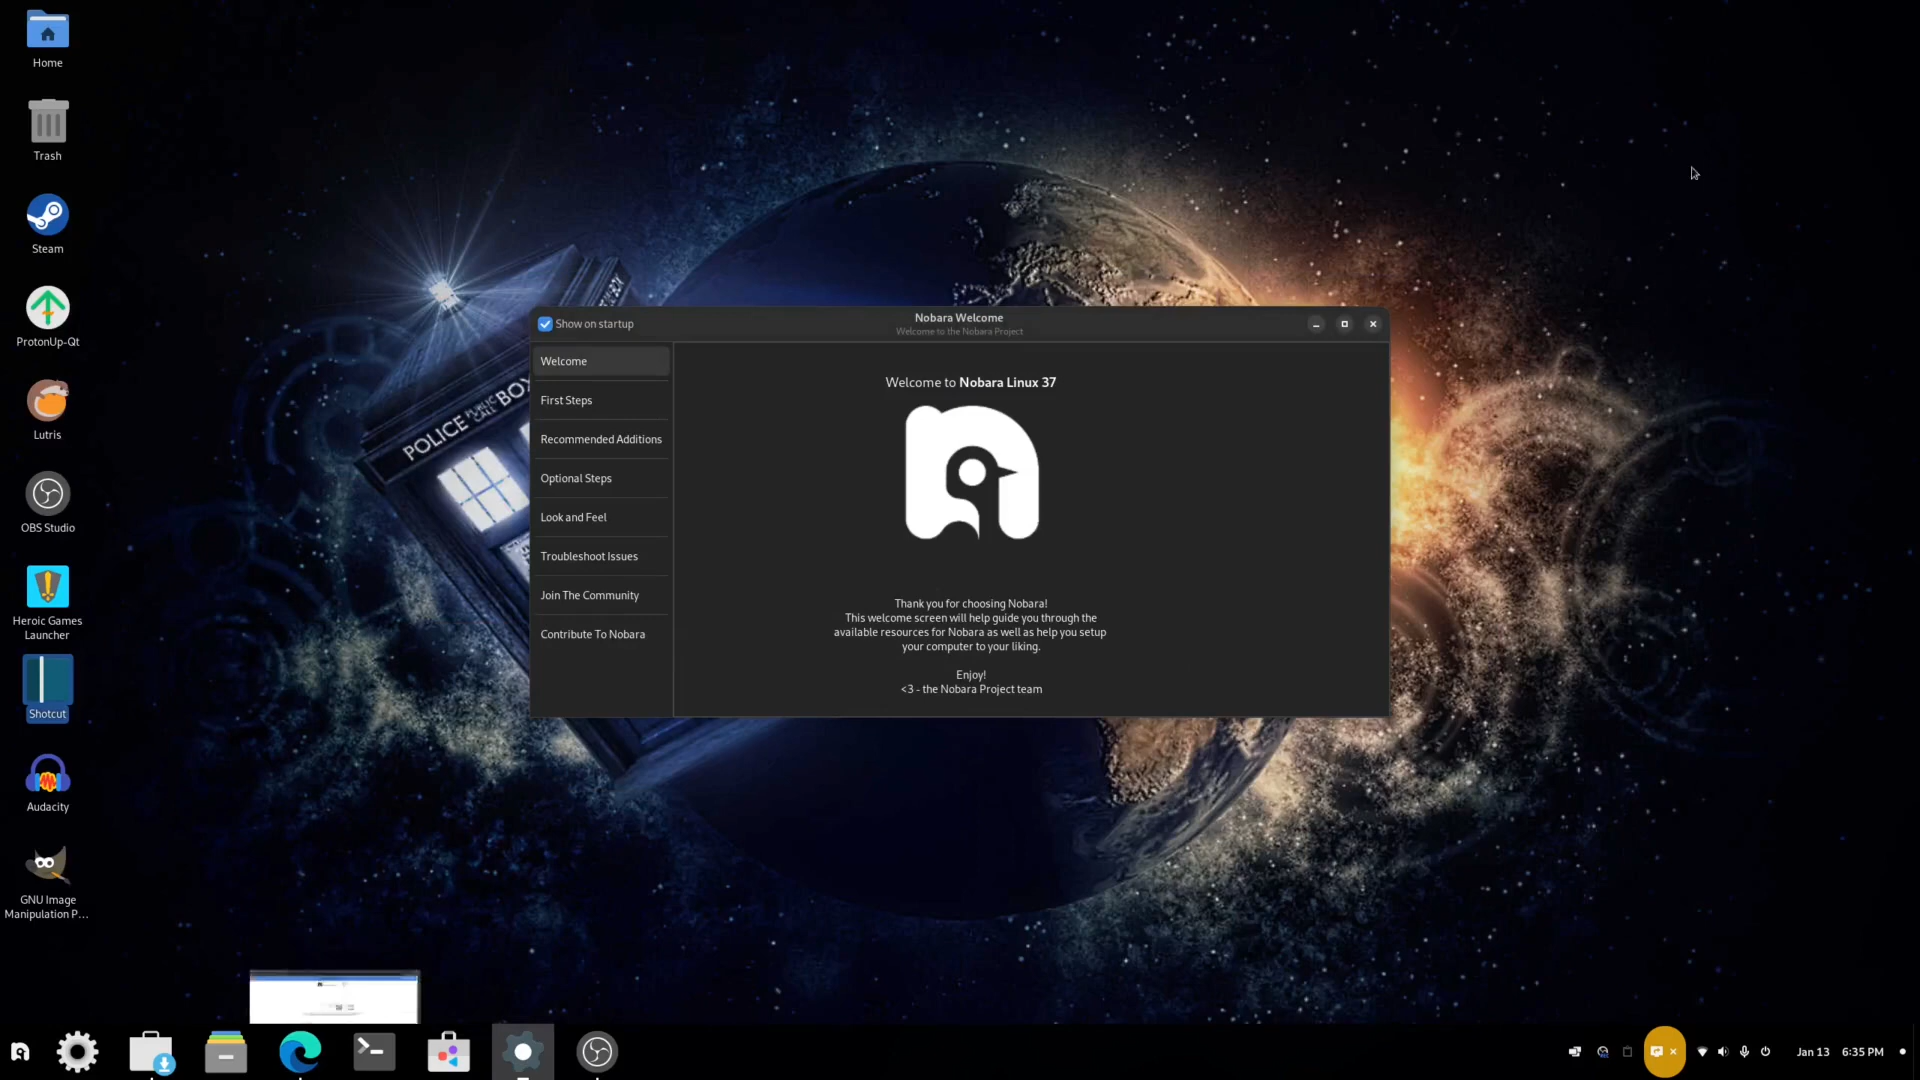 Home
Trash
Steam
ProtonUp-Qt
Lutris
OBS Studio
Heroic Games
Launcher
Shotcut
Audacity
GNU Image
Manipulation P...
POLICE PUBLIC CALL BOX
Show on startup
Nobara Welcome
Welcome to the Nobara Project
Welcome
First Steps
Recommended Additions
Optional Steps
Look and Feel
Troubleshoot Issues
Join The Community
Contribute To Nobara
Welcome to Nobara Linux 37
Thank you for choosing Nobara!
This welcome screen will help guide you through the
available resources for Nobara as well as help you setup
your computer to your liking.
Enjoy!
<3 - the Nobara Project team
Jan 13 6:35 PM